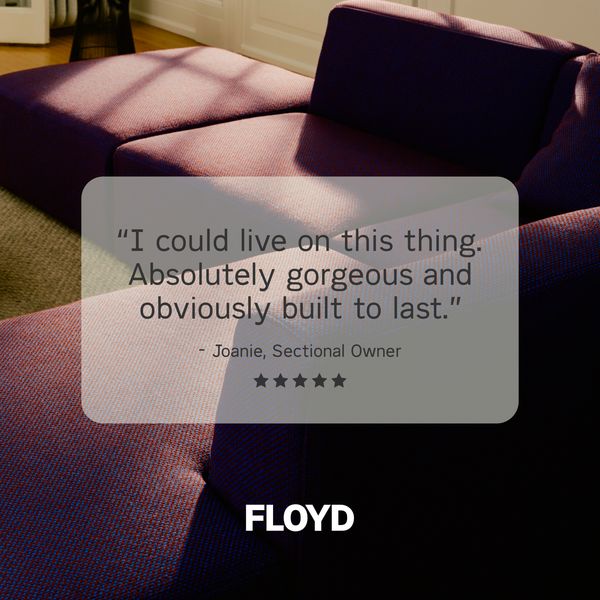 “I could live on this thing.
Absolutely gorgeous and
obviously built to last.”
- Joanie, Sectional Owner
★★★★★
FLOYD